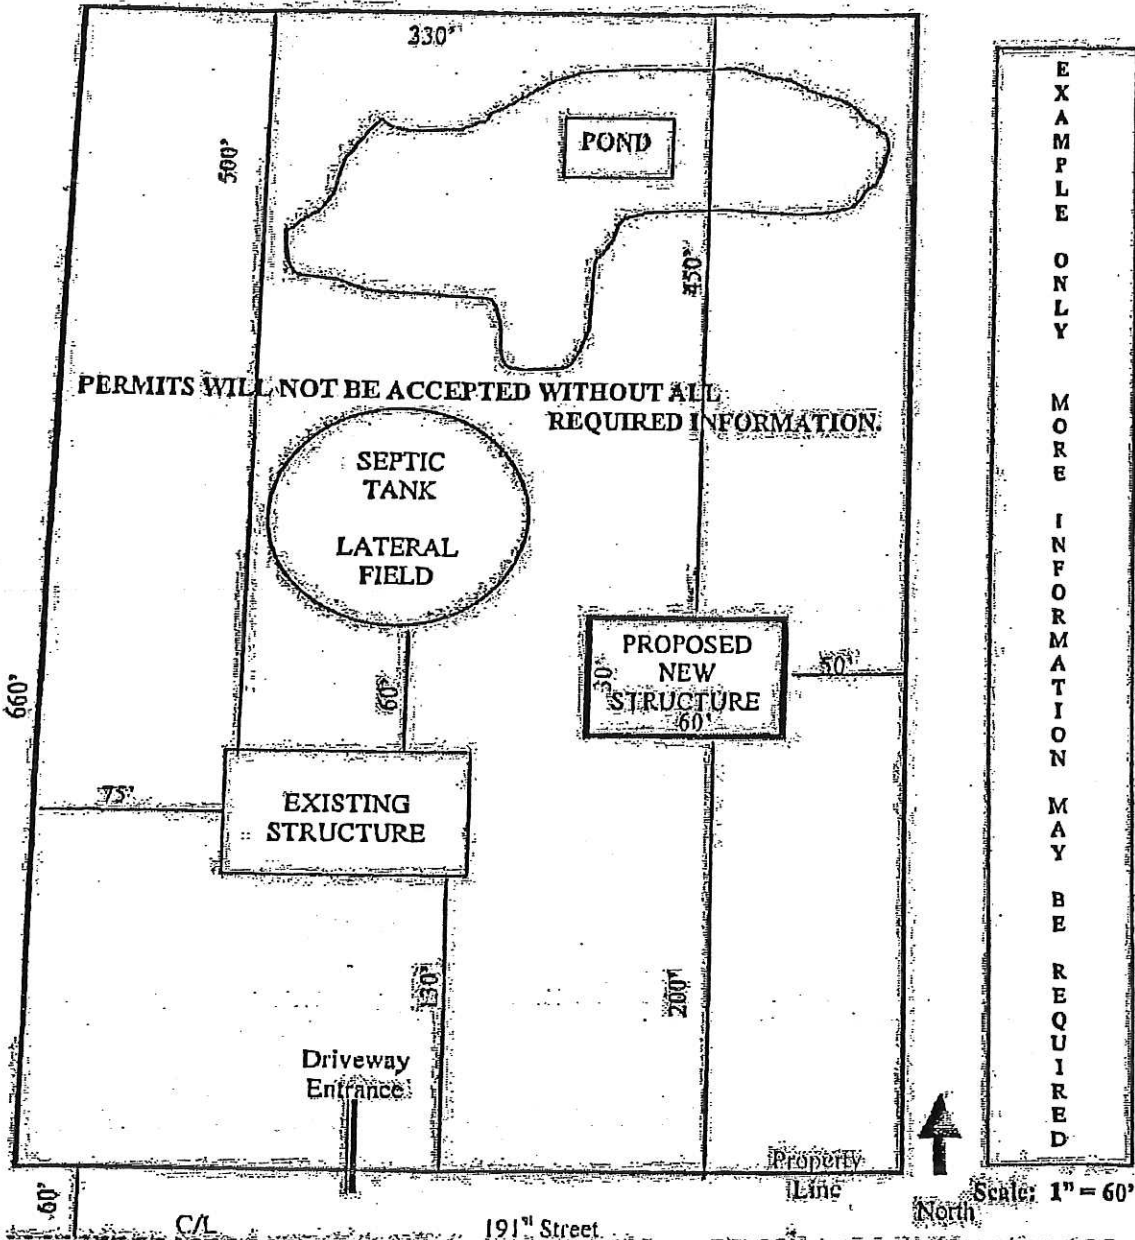 330'
500'
POND
450'
PERMITS WILL NOT BE ACCEPTED WITHOUT ALL
REQUIRED INFORMATION.
SEPTIC
TANK
LATERAL
FIELD
660'
60'
PROPOSED
NEW
STRUCTURE
30'
60'
50'
75'
EXISTING
STRUCTURE
130'
200'
Driveway
Entrance
Property
Line
60'
C/L
191st Street
North
Scale: 1" = 60'
EXAMPLE ONLY MORE INFORMATION MAY BE REQUIRED